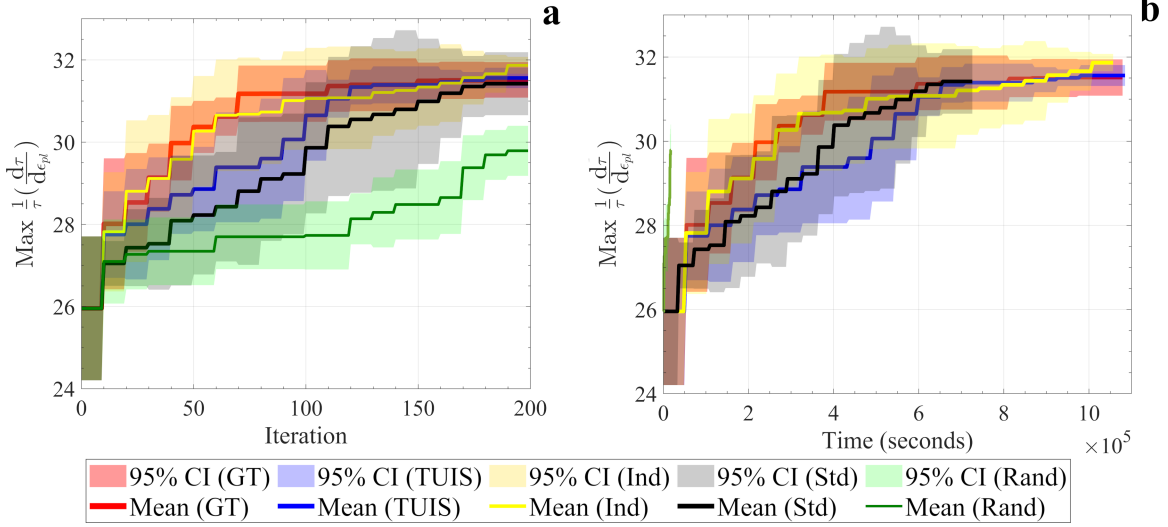 a
Max 1/τ (dτ/dϵpl)
32
30
28
26
24
0
50
100
150
200
Iteration
b
Max 1/τ (dτ/dϵpl)
32
30
28
26
24
0
2
4
6
8
10
Time (seconds)
×10^5
95% CI (GT) 95% CI (TUIS) 95% CI (Ind) 95% CI (Std) 95% CI (Rand)
Mean (GT) Mean (TUIS) Mean (Ind) Mean (Std) Mean (Rand)